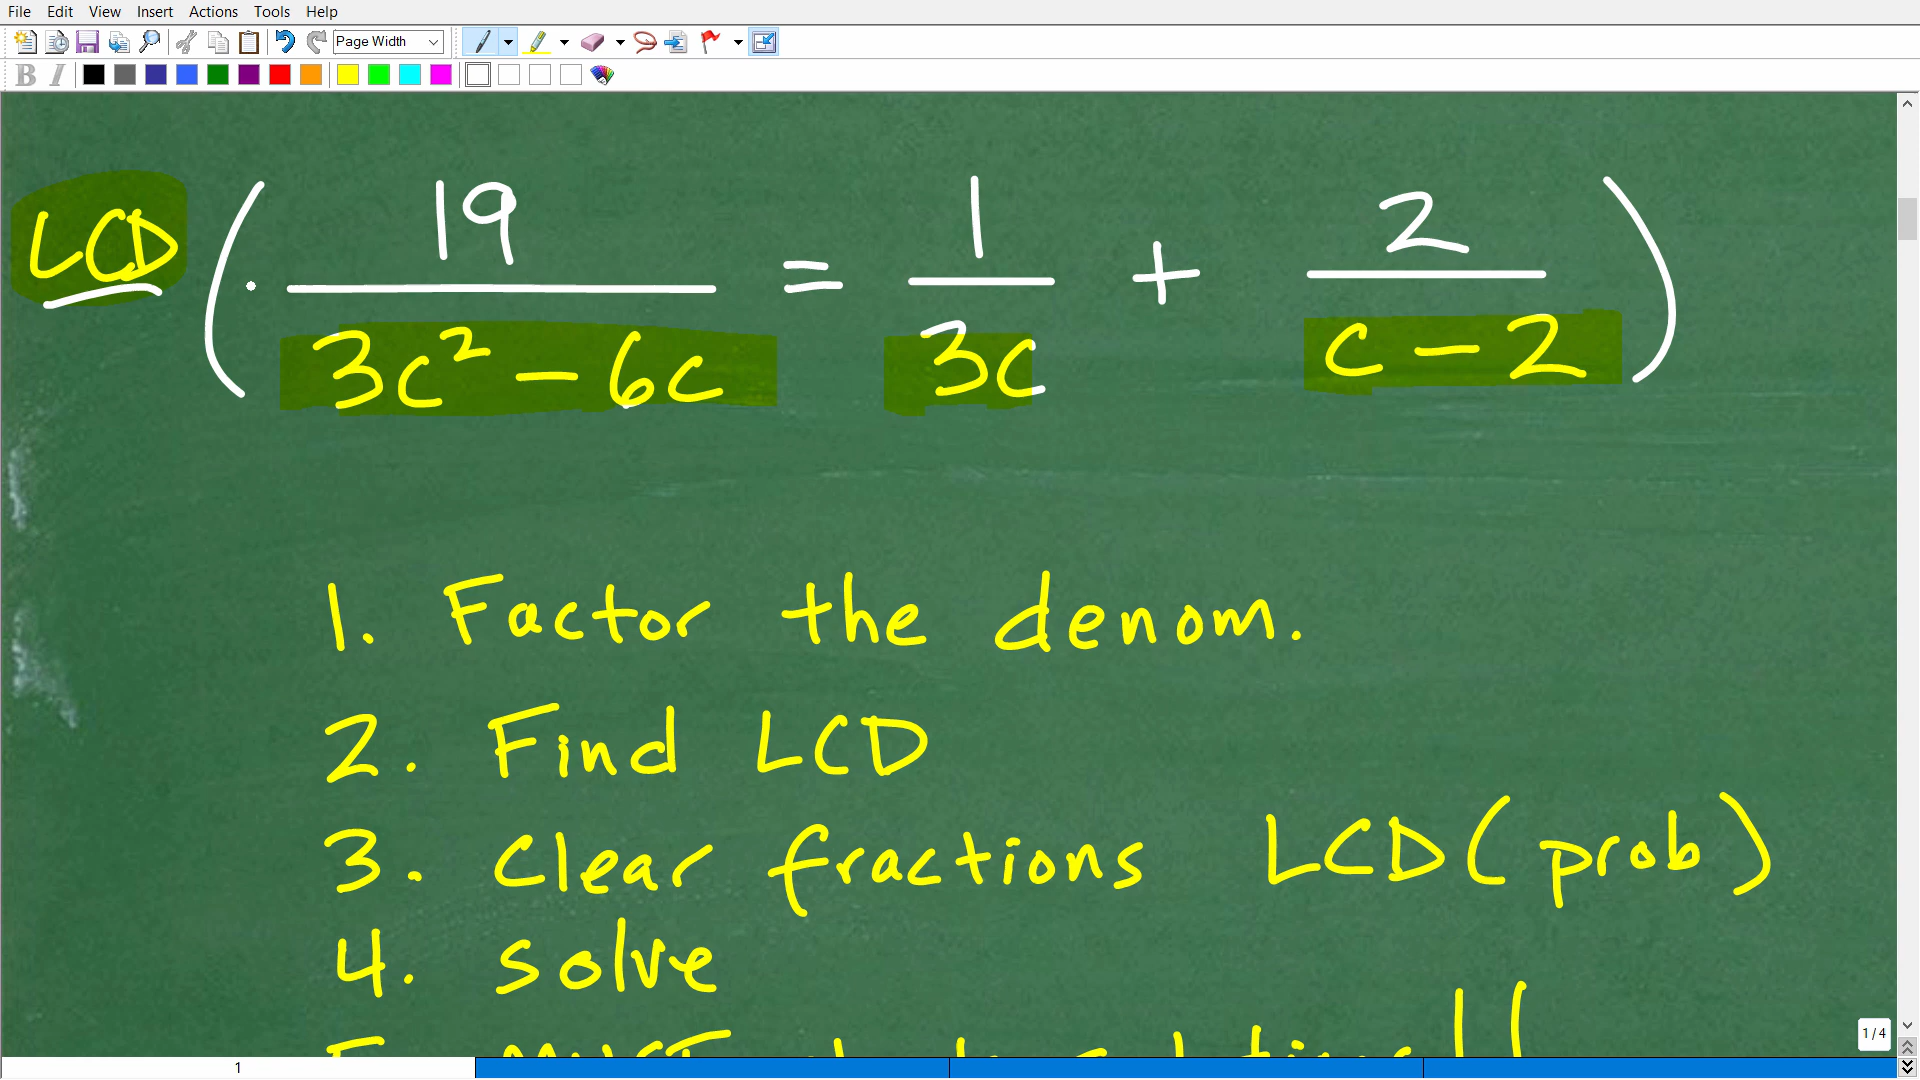 File Edit View Insert Actions Tools Help
Page Width
B I
LCD ( 19 / 3c² - 6c = 1 / 3c + 2 / c - 2 )
1. Factor the denom.
2. Find LCD
3. Clear fractions LCD (prob)
4. solve
1 / 4
1